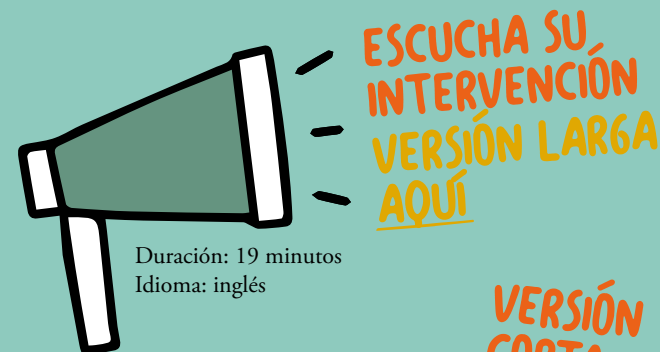 ESCUCHA SU
INTERVENCIÓN
VERSIÓN LARGA
AQUÍ
Duración: 19 minutos
Idioma: inglés
VERSIÓN